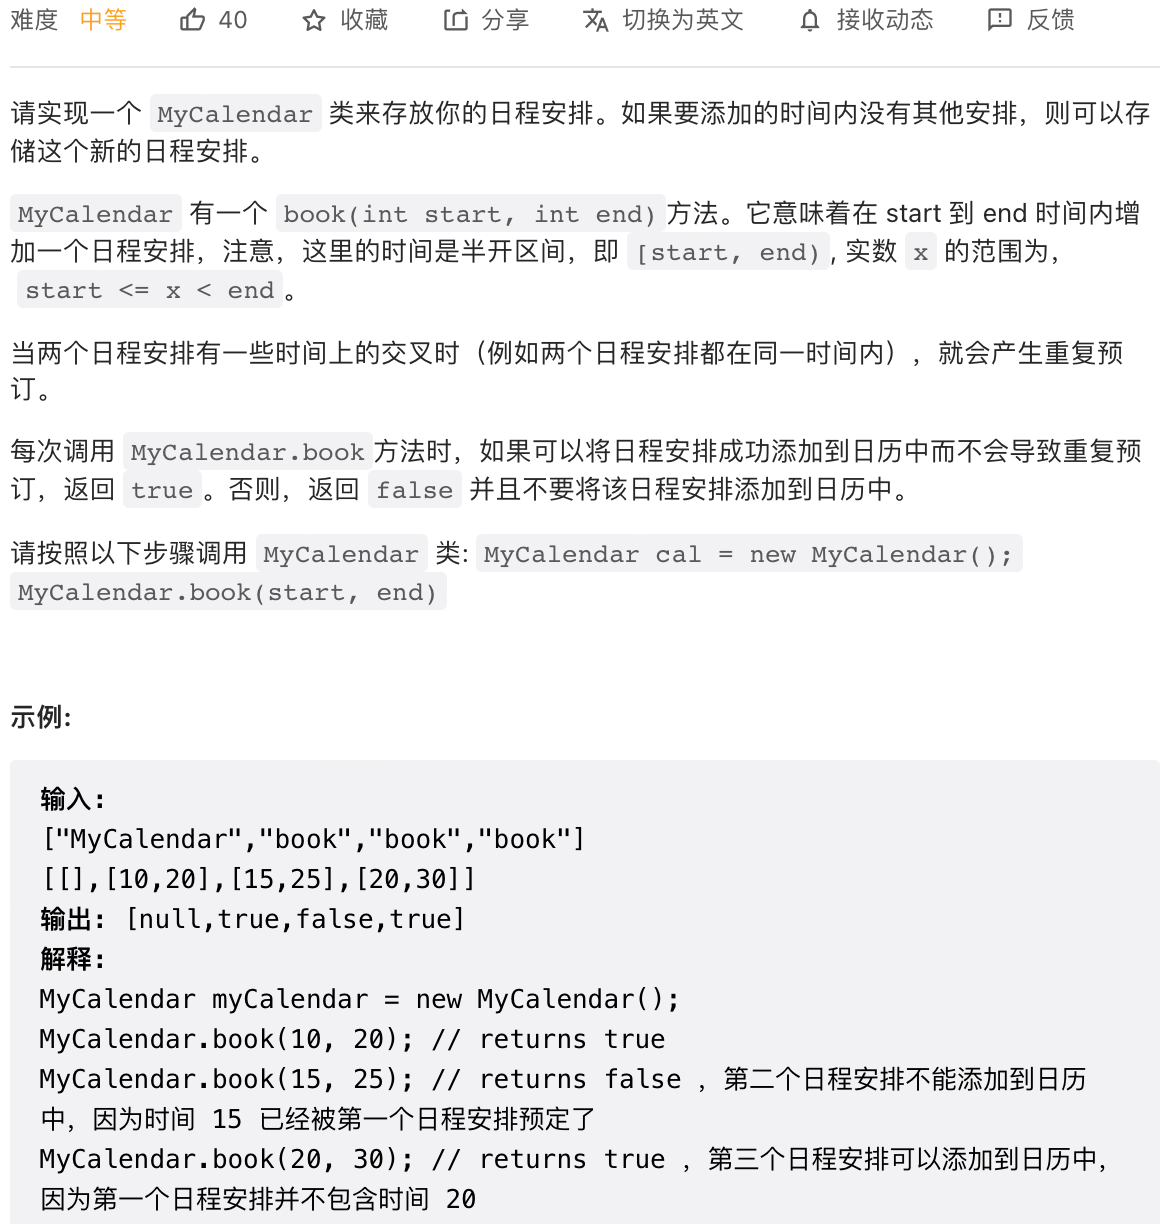 难度 中等 40 收藏 分享 切换为英文 接收动态 反馈
请实现一个 MyCalendar 类来存放你的日程安排。如果要添加的时间内没有其他安排，则可以存
储这个新的日程安排。
MyCalendar 有一个 book(int start, int end)方法。它意味着在 start 到 end 时间内增
加一个日程安排，注意，这里的时间是半开区间，即 [start, end), 实数 x 的范围为，
start <= x < end。
当两个日程安排有一些时间上的交叉时（例如两个日程安排都在同一时间内），就会产生重复预
订。
每次调用 MyCalendar.book方法时，如果可以将日程安排成功添加到日历中而不会导致重复预
订，返回 true。否则，返回 false 并且不要将该日程安排添加到日历中。
请按照以下步骤调用 MyCalendar 类: MyCalendar cal = new MyCalendar();
MyCalendar.book(start, end)
示例:
输入:
["MyCalendar","book","book","book"]
[[],[10,20],[15,25],[20,30]]
输出: [null,true,false,true]
解释:
MyCalendar myCalendar = new MyCalendar();
MyCalendar.book(10, 20); // returns true
MyCalendar.book(15, 25); // returns false ，第二个日程安排不能添加到日历
中，因为时间 15 已经被第一个日程安排预定了
MyCalendar.book(20, 30); // returns true ，第三个日程安排可以添加到日历中，
因为第一个日程安排并不包含时间 20